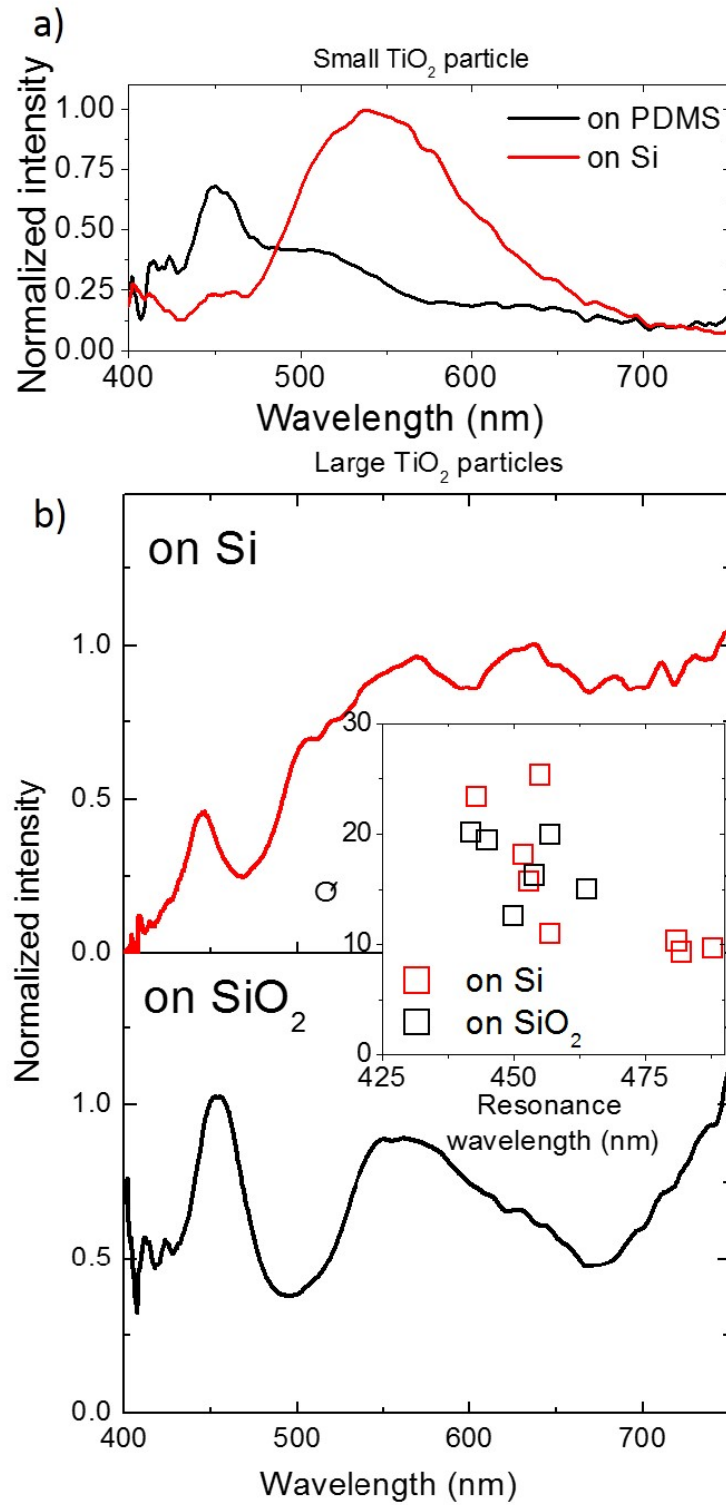 a)
Small TiO₂ particle
Normalized intensity
1.00
0.75
0.50
0.25
0.00
on PDMS
on Si
400 500 600 700
Wavelength (nm)
Large TiO₂ particles
b)
on Si
Normalized intensity
1.0
0.5
0.0
30
20
10
0
Q
on Si
on SiO₂
425 450 475
Resonance
wavelength (nm)
on SiO₂
1.0
0.5
0.0
400 500 600 700
Wavelength (nm)